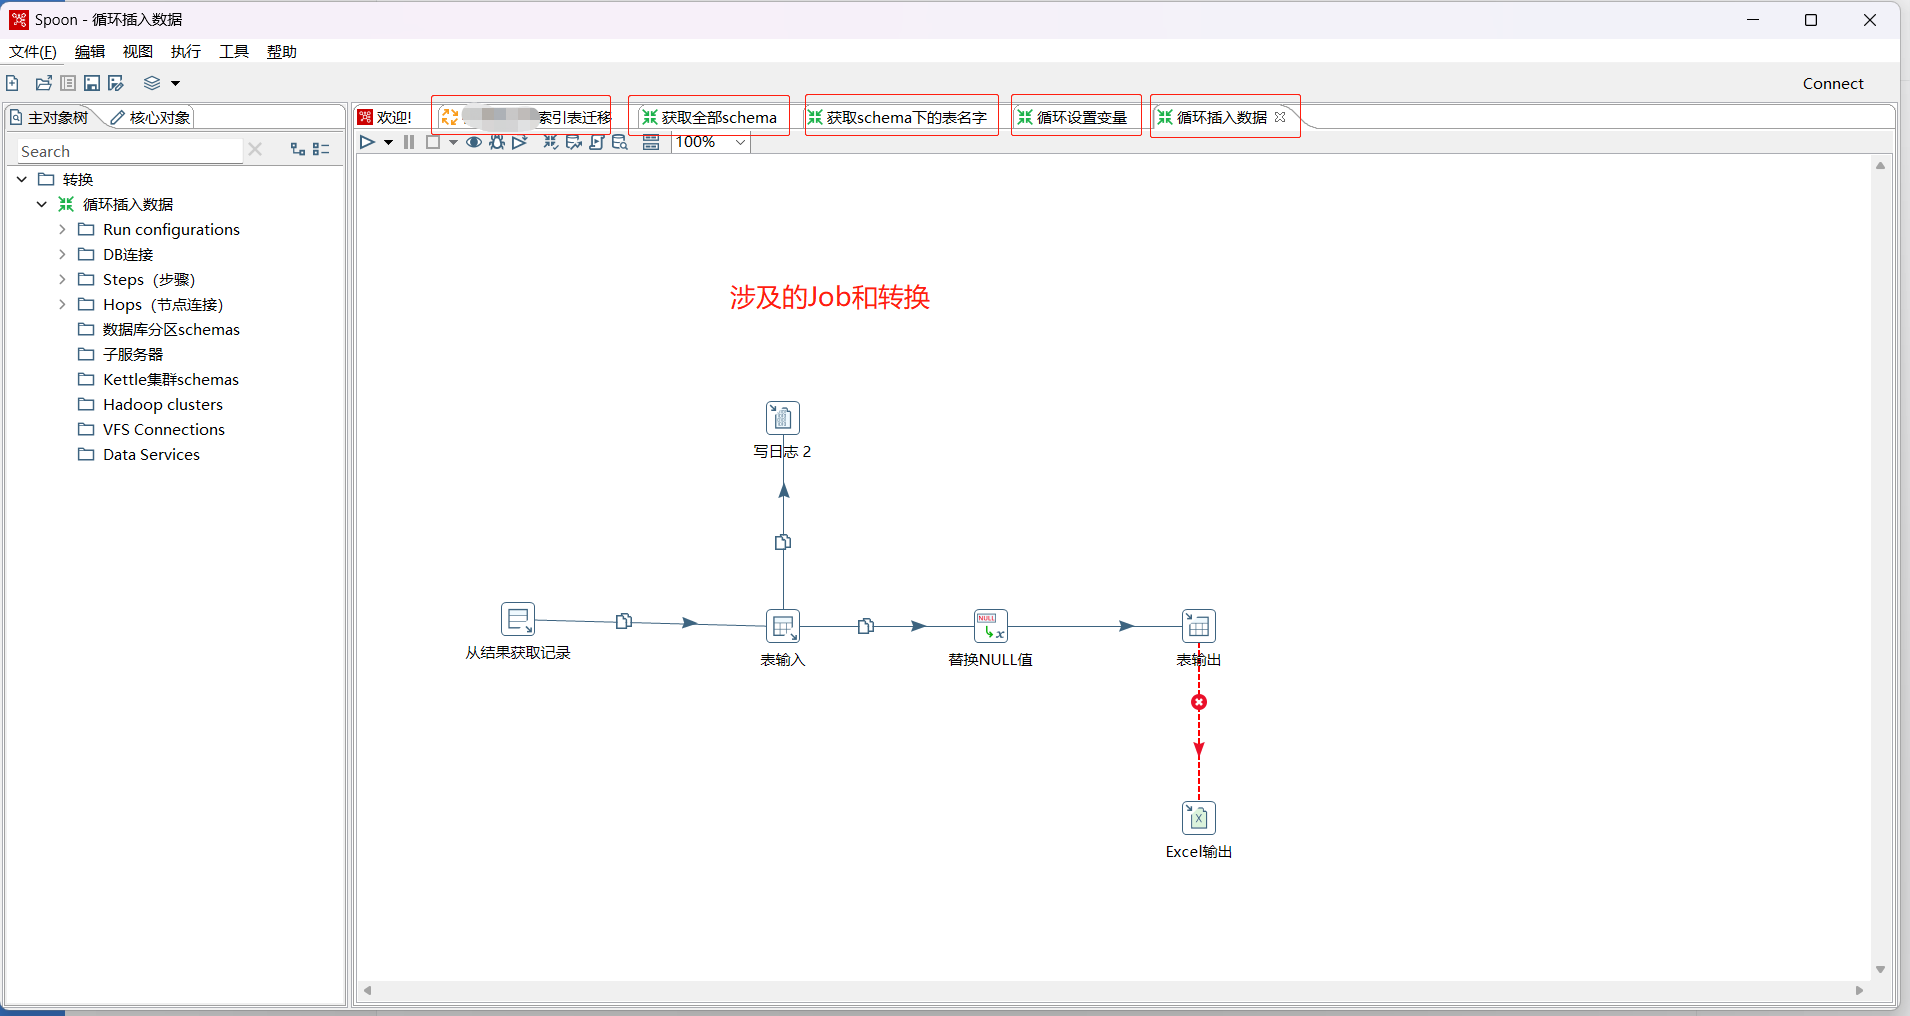 Spoon - 循环插入数据
文件(F) 编辑 视图 执行 工具 帮助
Connect
主对象树 核心对象
欢迎! 索引表迁移 获取全部schema 获取schema下的表名字 循环设置变量 循环插入数据
Search
100%
转换
循环插入数据
Run configurations
DB连接
Steps（步骤）
Hops（节点连接）
数据库分区schemas
子服务器
Kettle集群schemas
Hadoop clusters
VFS Connections
Data Services
涉及的Job和转换
写日志 2
从结果获取记录
表输入
NULL
x
替换NULL值
表输出
X
Excel输出